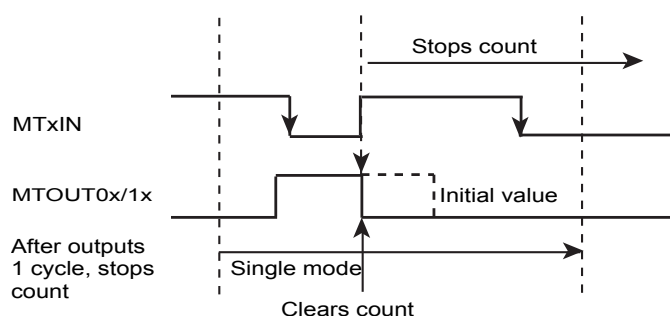 Stops count
MTxIN
MTOUT0x/1x
Initial value
After outputs
1 cycle, stops
count
Single mode
Clears count